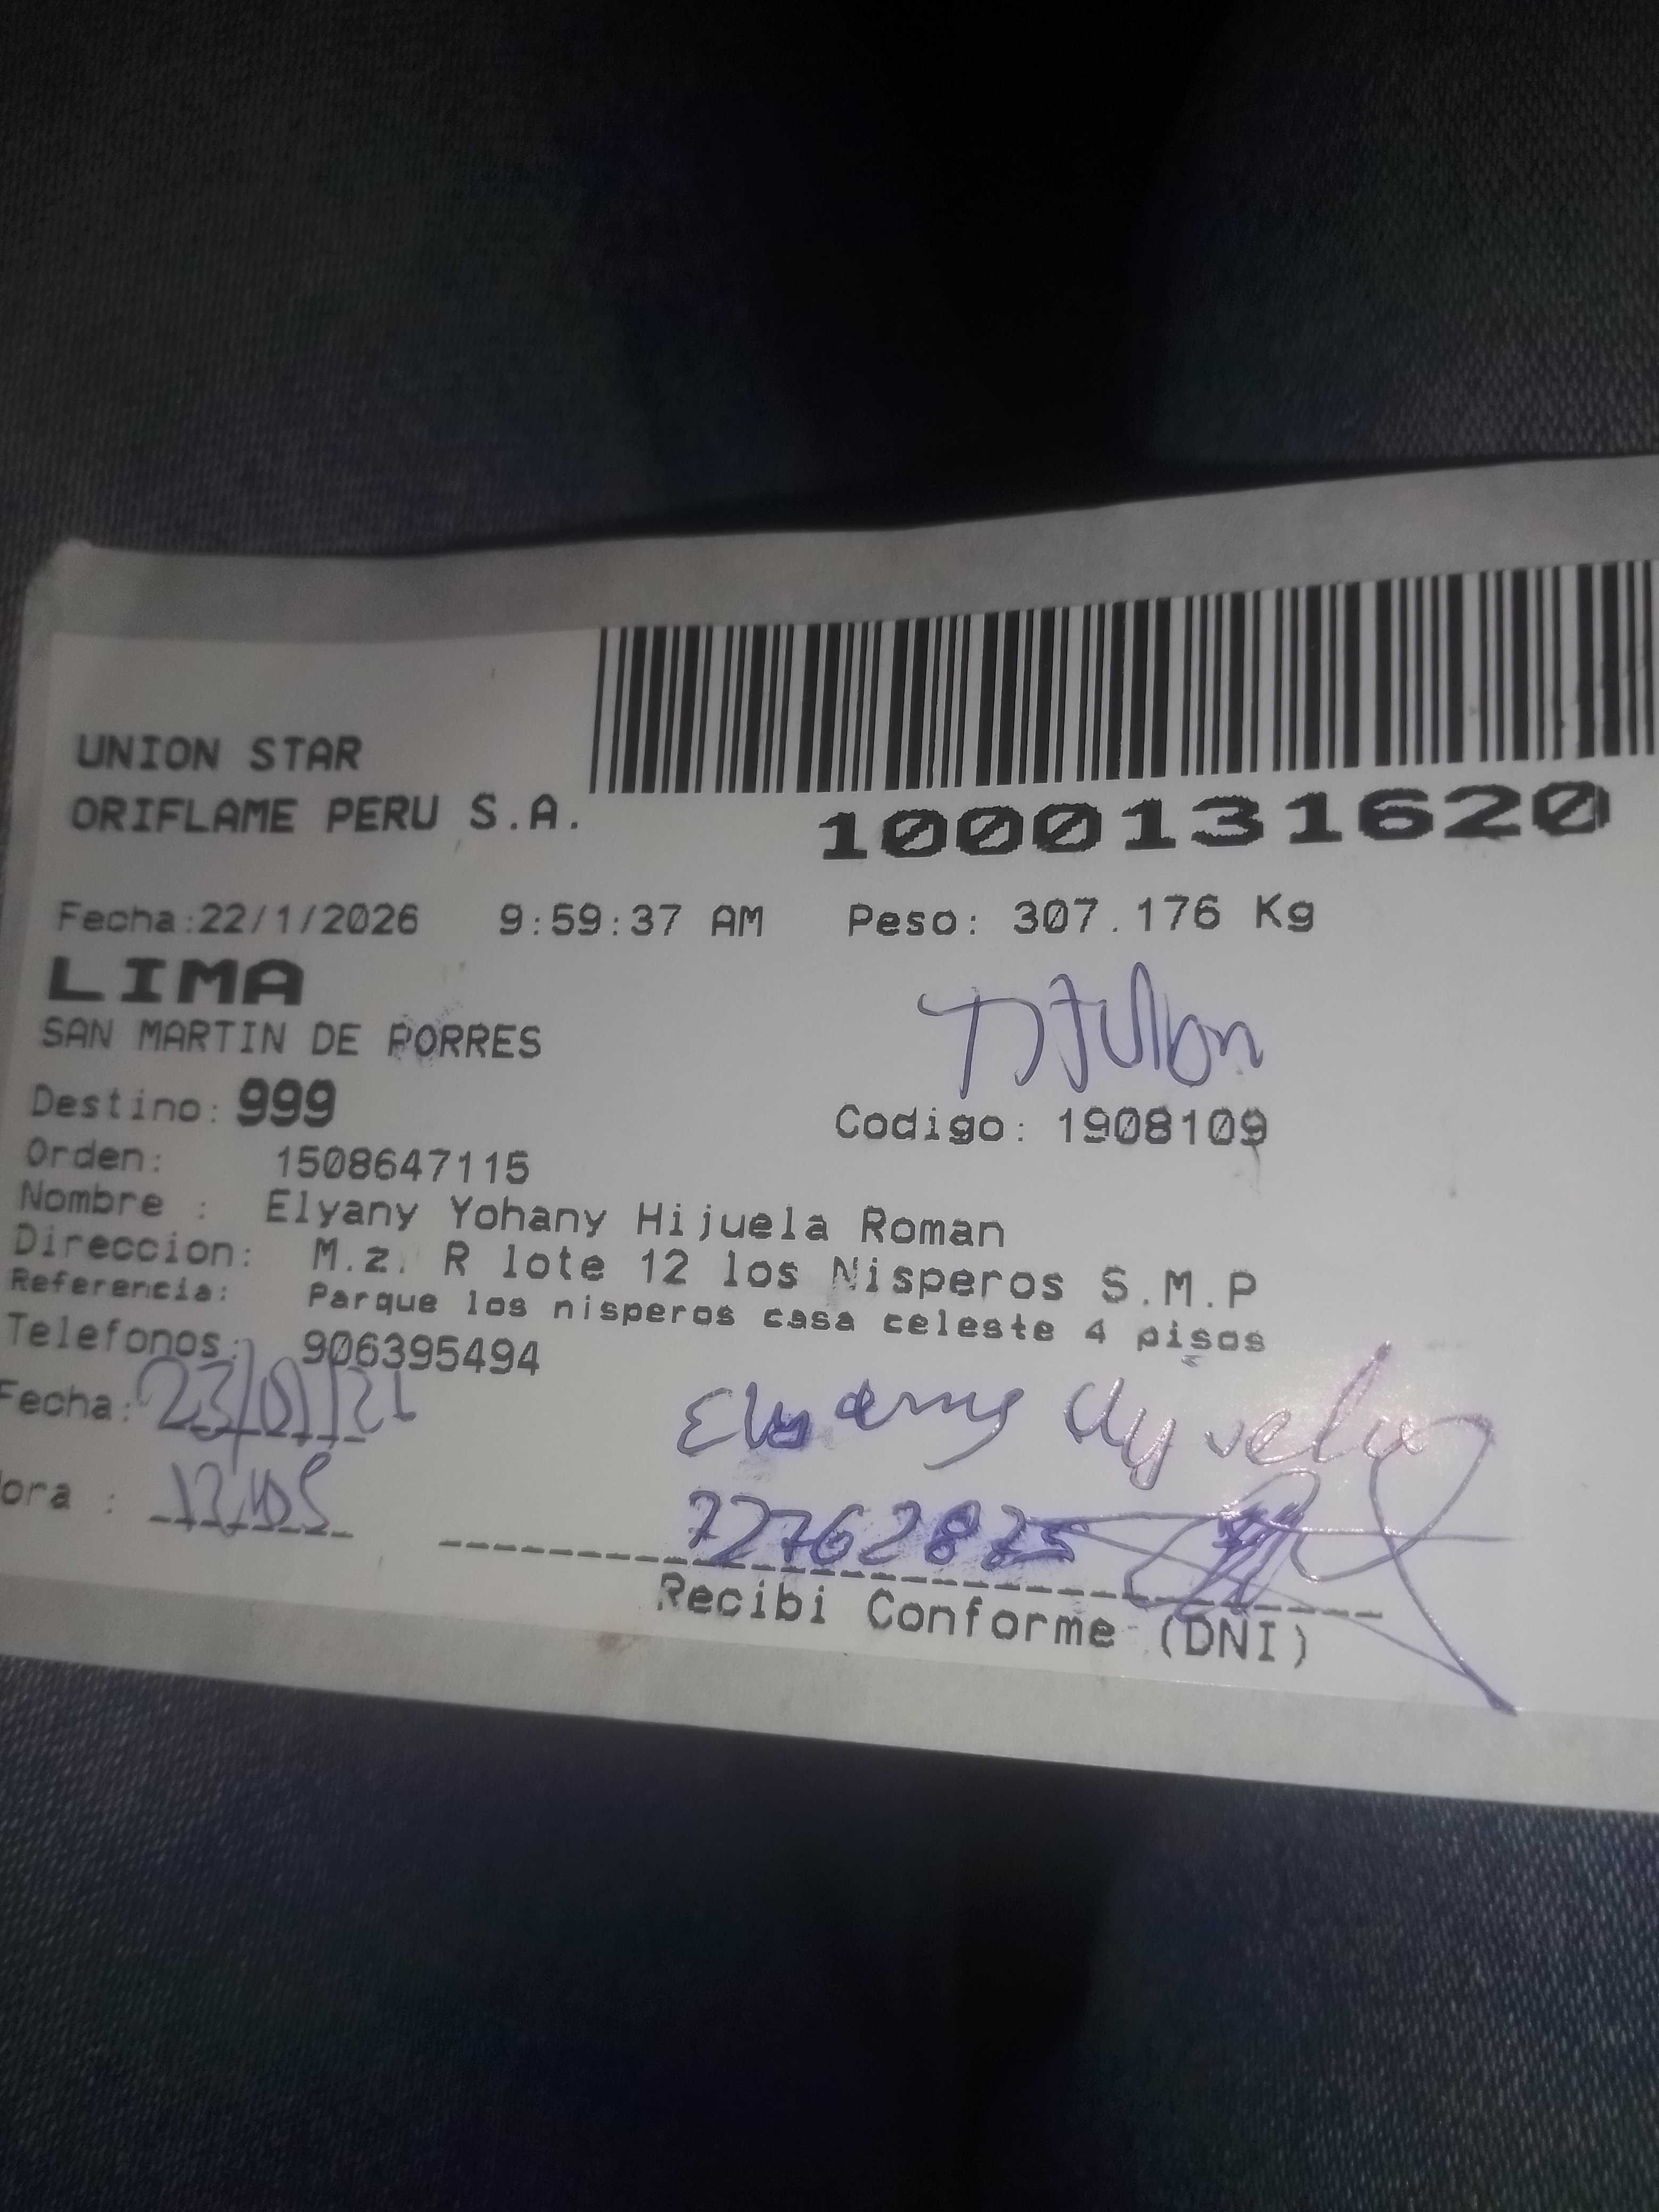 UNION STAR
ORIFLAME PERU S.A.
1000131620
Fecha:22/1/2026 9:59:37 AM Peso: 307.176 Kg
LIMA
SAN MARTIN DE PORRES
Destino: 999
Codigo: 1908109
Orden: 1508647115
Nombre : Elyany Yohany Hijuela Roman
Direccion: M.z. R lote 12 los Nisperos S.M.P
Referencia: Parque los nisperos casa celeste 4 pisos
Telefonos: 906395494
Fecha:
ora :
Recibi Conforme (DNI)